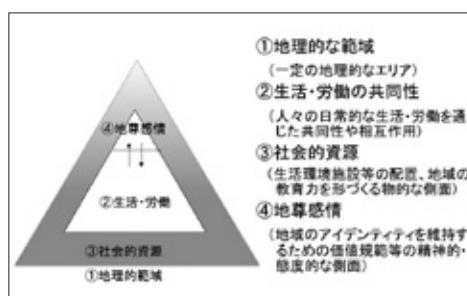 ④地尊感情
②生活・労働
③社会的資源
①地理的範域
①地理的な範域
(一定の地理的なエリア)
②生活・労働の共同性
(人々の日常的な生活・労働を通
じた共同性や相互作用)
③社会的資源
(生活環境施設等の配置、地域の
教育力を形づくる物的な側面)
④地尊感情
(地域のアイデンティティを維持す
るための価値規範等の精神的・
態度的な側面)